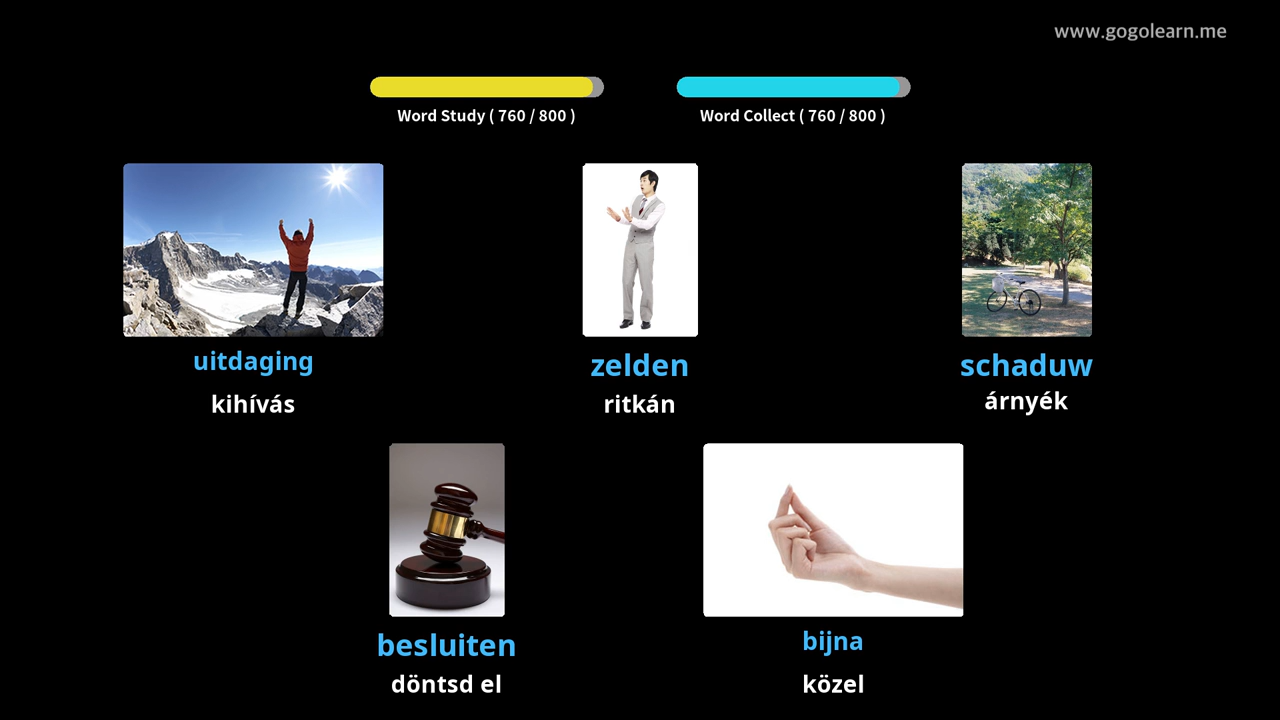 www.gogolearn.me
Word Study ( 760 / 800 )
Word Collect ( 760 / 800 )
uitdaging
kihívás
zelden
ritkán
schaduw
árnyék
besluiten
döntsd el
bijna
közel